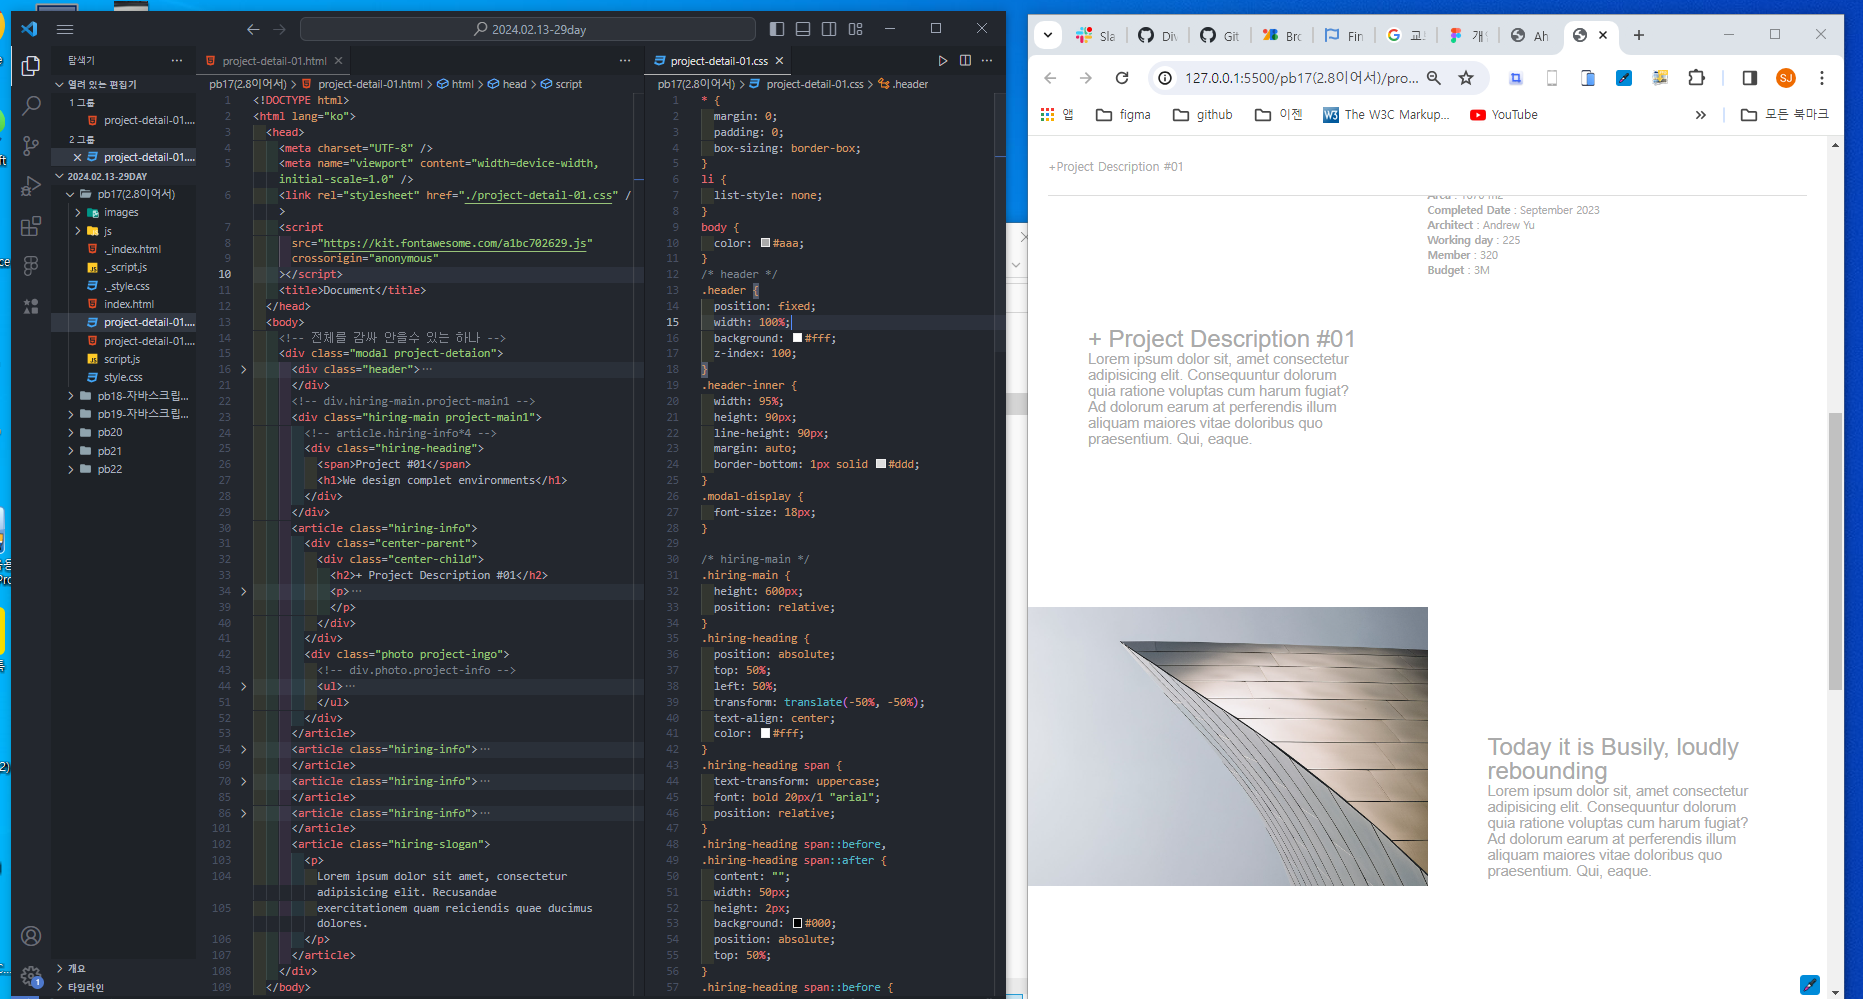 2024.02.13-29day
탐색기
열려 있는 편집기
1 그룹
project-detail-01....
2 그룹
project-detail-01....
2024.02.13-29DAY
pb17(2.8이어서)
images
js
._index.html
._script.js
._style.css
index.html
project-detail-01....
project-detail-01....
script.js
style.css
pb18-자바스크립...
pb19-자바스크립...
pb20
pb21
pb22
개요
타임라인
project-detail-01.html
pb17(2.8이어서) > project-detail-01.html > html > head > script
1 <!DOCTYPE html>
2 <html lang="ko">
3 <head>
4 <meta charset="UTF-8" />
5 <meta name="viewport" content="width=device-width,
initial-scale=1.0" />
6 <link rel="stylesheet" href="./project-detail-01.css" /
>
7 <script
8 src="https://kit.fontawesome.com/a1bc702629.js"
9 crossorigin="anonymous"
10 ></script>
11 <title>Document</title>
12 </head>
13 <body>
14 <!-- 전체를 감싸 안을수 있는 하나 -->
15 <div class="modal project-detaion">
16 <div class="header">…
21 </div>
22 <!-- div.hiring-main.project-main1 -->
23 <div class="hiring-main project-main1">
24 <!-- article.hiring-info*4 -->
25 <div class="hiring-heading">
26 <span>Project #01</span>
27 <h1>We design complet environments</h1>
28 </div>
29 </div>
30 <article class="hiring-info">
31 <div class="center-parent">
32 <div class="center-child">
33 <h2>+ Project Description #01</h2>
34 <p>…
39 </p>
40 </div>
41 </div>
42 <div class="photo project-ingo">
43 <!-- div.photo.project-info -->
44 <ul>…
51 </ul>
52 </div>
53 </article>
54 <article class="hiring-info">…
69 </article>
70 <article class="hiring-info">…
85 </article>
86 <article class="hiring-info">…
101 </article>
102 <article class="hiring-slogan">
103 <p>
104 Lorem ipsum dolor sit amet, consectetur
adipisicing elit. Recusandae
105 exercitationem quam reiciendis quae ducimus
dolores.
106 </p>
107 </article>
108 </div>
109 </body>
project-detail-01.css
pb17(2.8이어서) > project-detail-01.css > .header
1 * {
2 margin: 0;
3 padding: 0;
4 box-sizing: border-box;
5 }
6 li {
7 list-style: none;
8 }
9 body {
10 color: #aaa;
11 }
12 /* header */
13 .header {
14 position: fixed;
15 width: 100%;
16 background: #fff;
17 z-index: 100;
18 }
19 .header-inner {
20 width: 95%;
21 height: 90px;
22 line-height: 90px;
23 margin: auto;
24 border-bottom: 1px solid #ddd;
25 }
26 .modal-display {
27 font-size: 18px;
28 }
29
30 /* hiring-main */
31 .hiring-main {
32 height: 600px;
33 position: relative;
34 }
35 .hiring-heading {
36 position: absolute;
37 top: 50%;
38 left: 50%;
39 transform: translate(-50%, -50%);
40 text-align: center;
41 color: #fff;
42 }
43 .hiring-heading span {
44 text-transform: uppercase;
45 font: bold 20px/1 "arial";
46 position: relative;
47 }
48 .hiring-heading span::before,
49 .hiring-heading span::after {
50 content: "";
51 width: 50px;
52 height: 2px;
53 background: #000;
54 position: absolute;
55 top: 50%;
56 }
57 .hiring-heading span::before {
Sla
Div
Git
Bro
Fin
교
개
Ah
127.0.0.1:5500/pb17(2.8이어서)/pro...
SJ
앱
figma
github
이젠
W3
The W3C Markup...
YouTube
모든 북마크
+Project Description #01
Completed Date : September 2023
Architect : Andrew Yu
Working day : 225
Member : 320
Budget : 3M
+ Project Description #01
Lorem ipsum dolor sit, amet consectetur
adipisicing elit. Consequuntur dolorum
quia ratione voluptas cum harum fugiat?
Ad dolorum earum at perferendis illum
aliquam maiores vitae doloribus quo
praesentium. Qui, eaque.
Today it is Busily, loudly
rebounding
Lorem ipsum dolor sit, amet consectetur
adipisicing elit. Consequuntur dolorum
quia ratione voluptas cum harum fugiat?
Ad dolorum earum at perferendis illum
aliquam maiores vitae doloribus quo
praesentium. Qui, eaque.